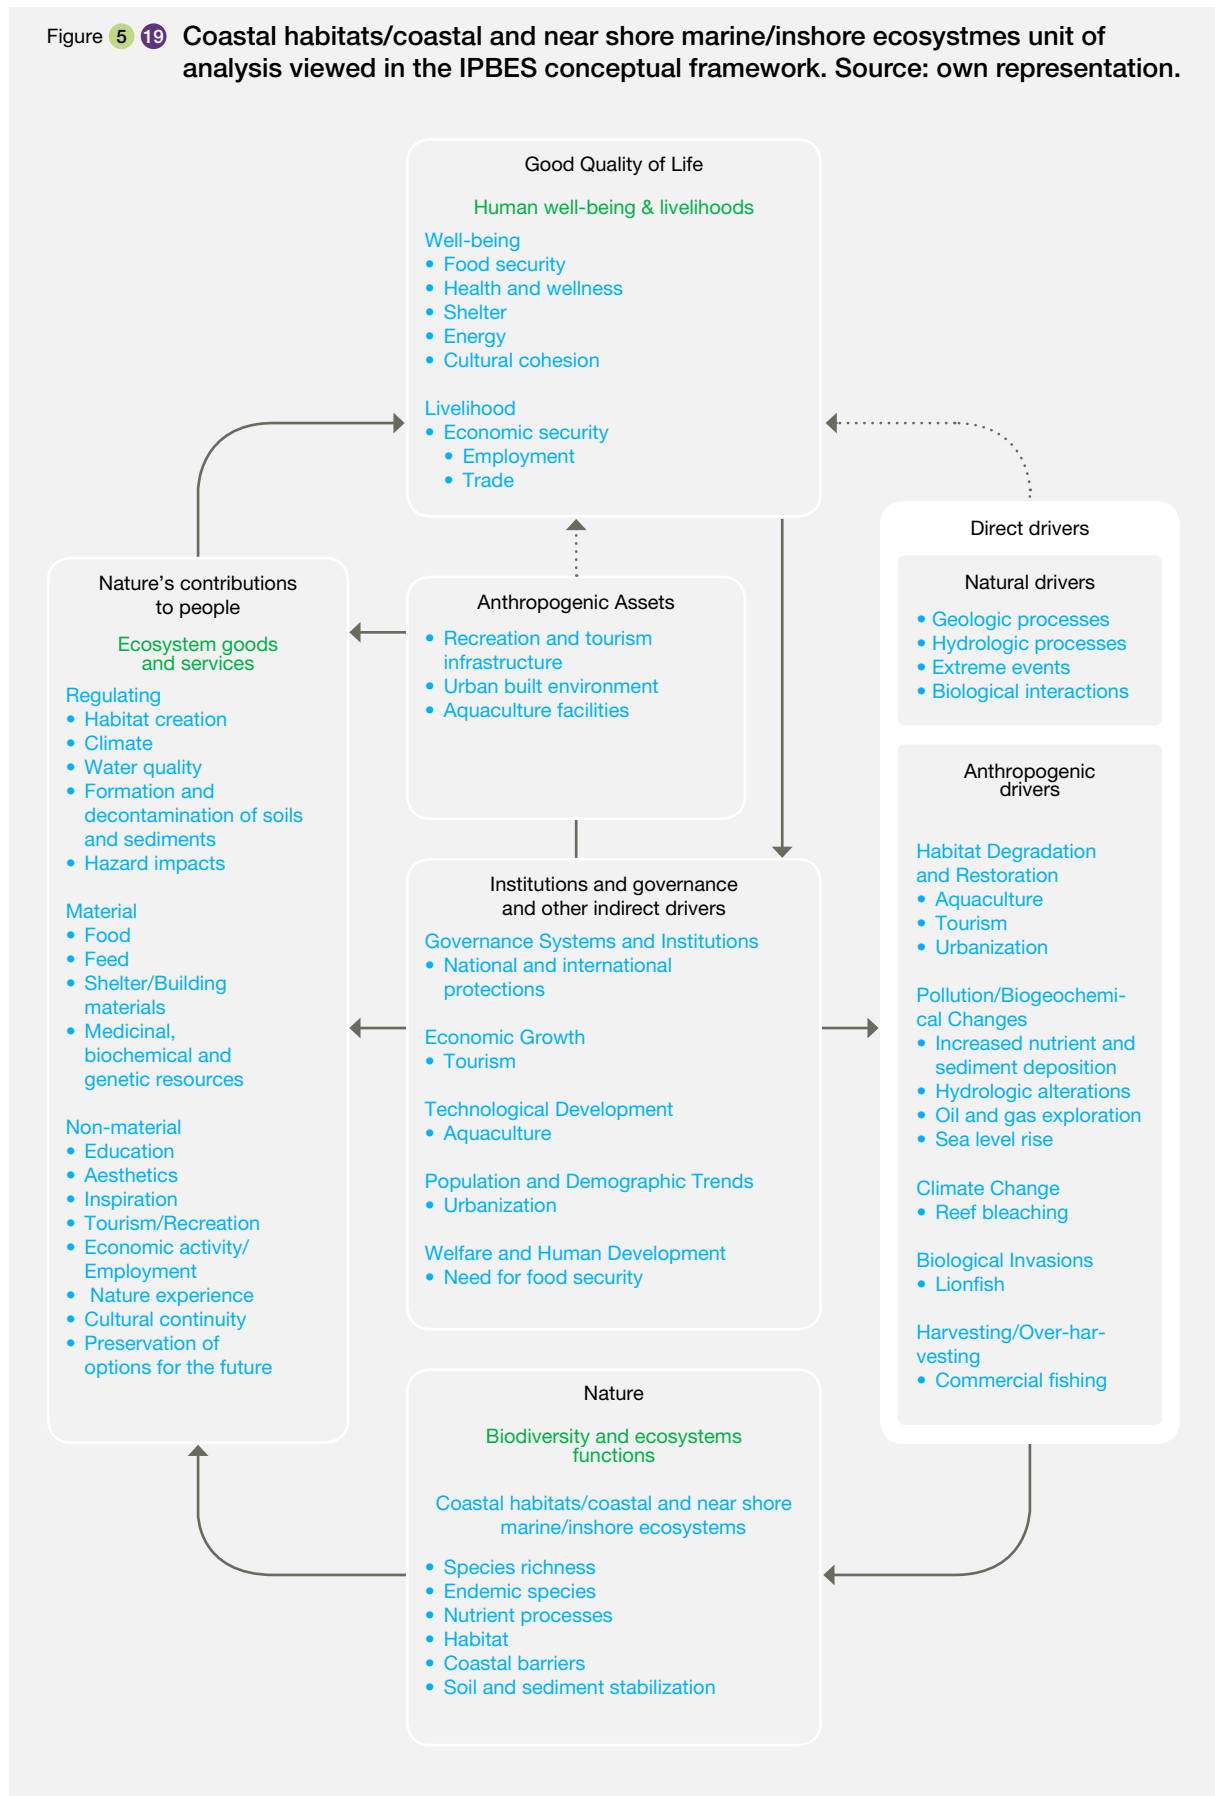 Figure 5 19 Coastal habitats/coastal and near shore marine/inshore ecosystmes unit of
analysis viewed in the IPBES conceptual framework. Source: own representation.
Good Quality of Life
Human well-being & livelihoods
Well-being
• Food security
• Health and wellness
• Shelter
• Energy
• Cultural cohesion
Livelihood
• Economic security
• Employment
• Trade
Nature's contributions
to people
Ecosystem goods
and services
Regulating
• Habitat creation
• Climate
• Water quality
• Formation and
decontamination of soils
and sediments
• Hazard impacts
Material
• Food
• Feed
• Shelter/Building
materials
• Medicinal,
biochemical and
genetic resources
Non-material
• Education
• Aesthetics
• Inspiration
• Tourism/Recreation
• Economic activity/
Employment
• Nature experience
• Cultural continuity
• Preservation of
options for the future
Anthropogenic Assets
• Recreation and tourism
infrastructure
• Urban built environment
• Aquaculture facilities
Institutions and governance
and other indirect drivers
Governance Systems and Institutions
• National and international
protections
Economic Growth
• Tourism
Technological Development
• Aquaculture
Population and Demographic Trends
• Urbanization
Welfare and Human Development
• Need for food security
Direct drivers
Natural drivers
• Geologic processes
• Hydrologic processes
• Extreme events
• Biological interactions
Anthropogenic
drivers
Habitat Degradation
and Restoration
• Aquaculture
• Tourism
• Urbanization
Pollution/Biogeochemi-
cal Changes
• Increased nutrient and
sediment deposition
• Hydrologic alterations
• Oil and gas exploration
• Sea level rise
Climate Change
• Reef bleaching
Biological Invasions
• Lionfish
Harvesting/Over-har-
vesting
• Commercial fishing
Nature
Biodiversity and ecosystems
functions
Coastal habitats/coastal and near shore
marine/inshore ecosystems
• Species richness
• Endemic species
• Nutrient processes
• Habitat
• Coastal barriers
• Soil and sediment stabilization